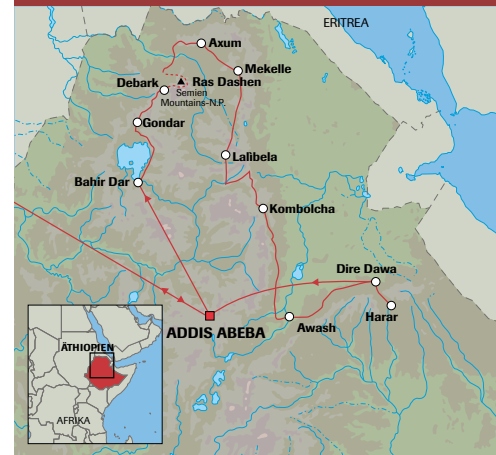 ERITREA
Axum
Mekelle
Debark
Ras Dashen
Semien
Mountains-N.P.
Gondar
Lalibela
Bahir Dar
Kombolcha
Dire Dawa
ADDIS ABEBA
Awash
Harar
ÄTHIOPIEN
AFRIKA